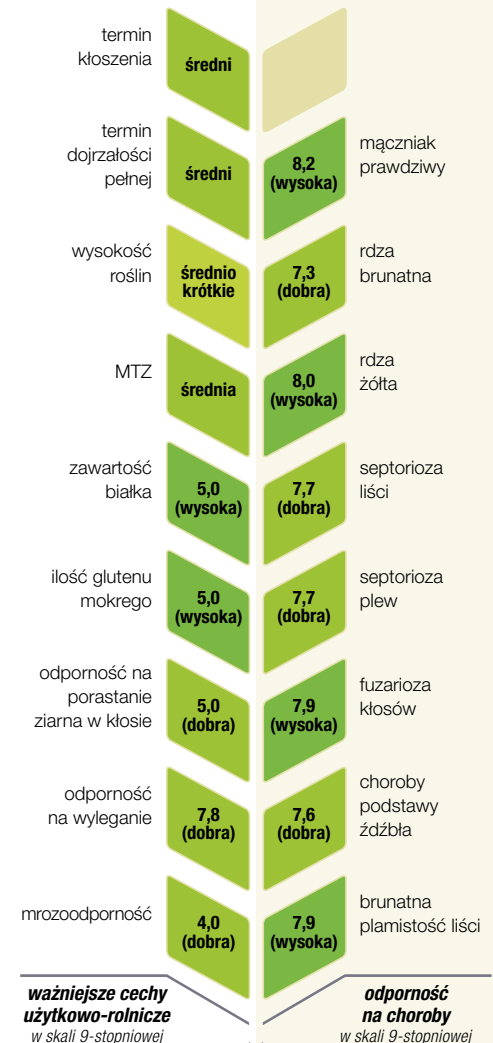 termin
kłoszenia
średni
termin
dojrzałości
pełnej
średni
8,2
(wysoka)
mączniak
prawdziwy
wysokość
roślin
średnio
krótkie
7,3
(dobra)
rdza
brunatna
MTZ
średnia
8,0
(wysoka)
rdza
żółta
zawartość
białka
5,0
(wysoka)
7,7
(dobra)
septorioza
liści
ilość glutenu
mokrego
5,0
(wysoka)
7,7
(dobra)
septorioza
plew
odporność na
porastanie
ziarna w kłosie
5,0
(dobra)
7,9
(wysoka)
fuzarioza
kłosów
odporność
na wyleganie
7,8
(dobra)
7,6
(dobra)
choroby
podstawy
źdźbła
mrozoodporność
4,0
(dobra)
7,9
(wysoka)
brunatna
plamistość liści
ważniejsze cechy
użytkowo-rolnicze
w skali 9-stopniowej
odporność
na choroby
w skali 9-stopniowej